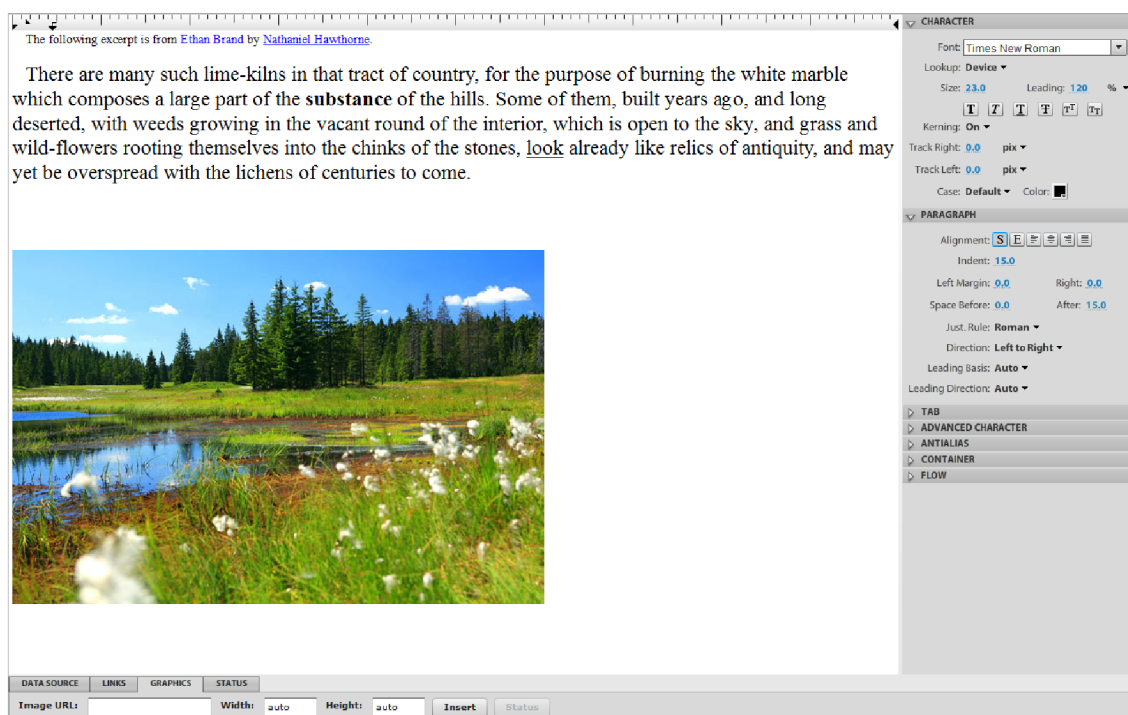 The following excerpt is from Ethan Brand by Nathaniel Hawthorne.
There are many such lime-kilns in that tract of country, for the purpose of burning the white marble
which composes a large part of the substance of the hills. Some of them, built years ago, and long
deserted, with weeds growing in the vacant round of the interior, which is open to the sky, and grass and
wild-flowers rooting themselves into the chinks of the stones, look already like relics of antiquity, and may
yet be overspread with the lichens of centuries to come.
CHARACTER
Font: Times New Roman
Lookup: Device
Size: 23.0 Leading: 120 %
T T T T TT TT
Kerning: On
Track Right: 0.0 pix
Track Left: 0.0 pix
Case: Default Color:
PARAGRAPH
Alignment: S E
Indent: 15.0
Left Margin: 0.0 Right: 0.0
Space Before: 0.0 After: 15.0
Just. Rule: Roman
Direction: Left to Right
Leading Basis: Auto
Leading Direction: Auto
TAB
ADVANCED CHARACTER
ANTIALIAS
CONTAINER
FLOW
DATA SOURCE LINKS GRAPHICS STATUS
Image URL: Width: auto Height: auto Insert Status